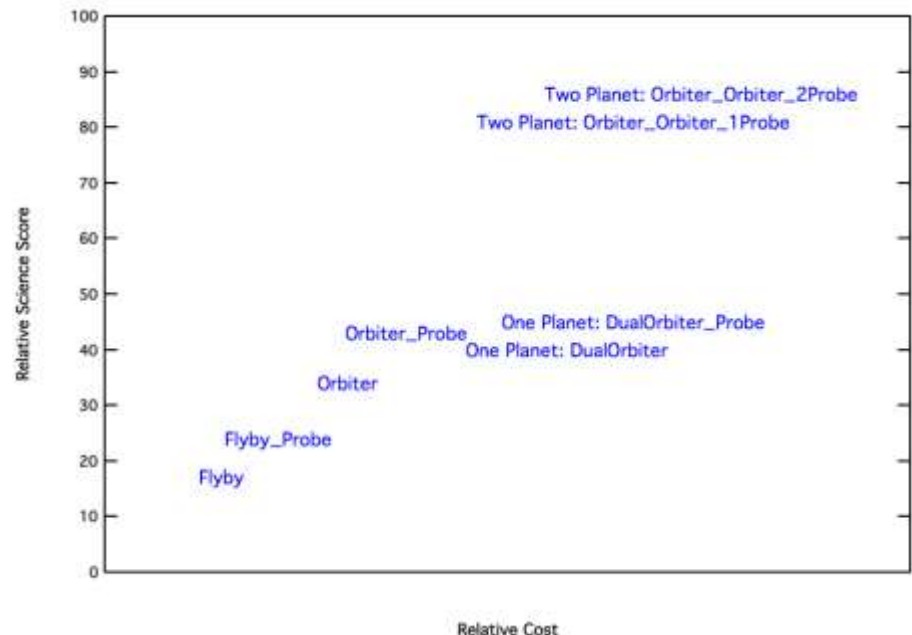 100
90
Two Planet: Orbiter_Orbiter_2Probe
80
Two Planet: Orbiter_Orbiter_1Probe
70
60
50
One Planet: DualOrbiter_Probe
Orbiter_Probe
40
One Planet: DualOrbiter
Orbiter
30
Flyby_Probe
20
Flyby
10
0
Relative Science Score
Relative Cost